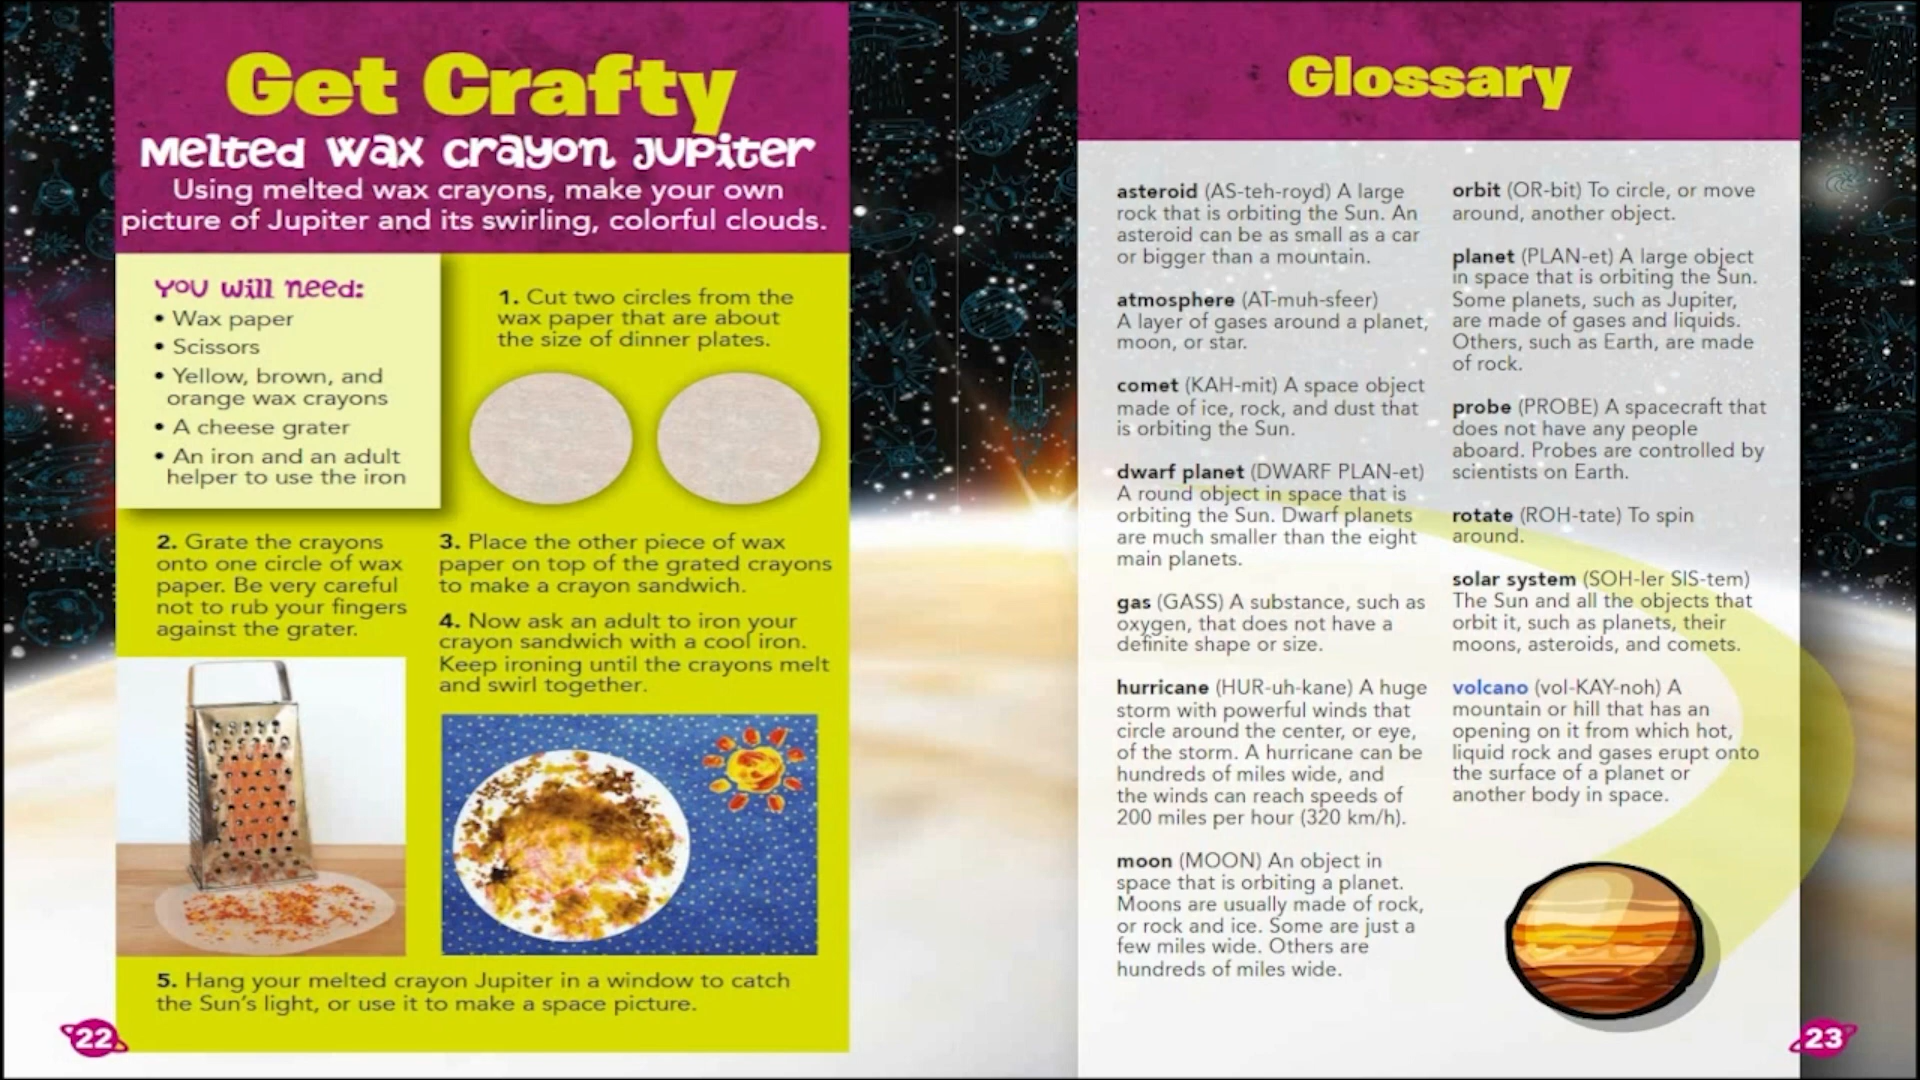 Get Crafty
Melted Wax Crayon Jupiter
Using melted wax crayons, make your own
picture of Jupiter and its swirling, colorful clouds.
You will need:
• Wax paper
• Scissors
• Yellow, brown, and
orange wax crayons
• A cheese grater
• An iron and an adult
helper to use the iron
1. Cut two circles from the
wax paper that are about
the size of dinner plates.
2. Grate the crayons
onto one circle of wax
paper. Be very careful
not to rub your fingers
against the grater.
3. Place the other piece of wax
paper on top of the grated crayons
to make a crayon sandwich.
4. Now ask an adult to iron your
crayon sandwich with a cool iron.
Keep ironing until the crayons melt
and swirl together.
5. Hang your melted crayon Jupiter in a window to catch
the Sun's light, or use it to make a space picture.
22
Glossary
asteroid (AS-teh-royd) A large
rock that is orbiting the Sun. An
asteroid can be as small as a car
or bigger than a mountain.
atmosphere (AT-muh-sfeer)
A layer of gases around a planet,
moon, or star.
comet (KAH-mit) A space object
made of ice, rock, and dust that
is orbiting the Sun.
dwarf planet (DWARF PLAN-et)
A round object in space that is
orbiting the Sun. Dwarf planets
are much smaller than the eight
main planets.
gas (GASS) A substance, such as
oxygen, that does not have a
definite shape or size.
hurricane (HUR-uh-kane) A huge
storm with powerful winds that
circle around the center, or eye,
of the storm. A hurricane can be
hundreds of miles wide, and
the winds can reach speeds of
200 miles per hour (320 km/h).
moon (MOON) An object in
space that is orbiting a planet.
Moons are usually made of rock,
or rock and ice. Some are just a
few miles wide. Others are
hundreds of miles wide.
orbit (OR-bit) To circle, or move
around, another object.
planet (PLAN-et) A large object
in space that is orbiting the Sun.
Some planets, such as Jupiter,
are made of gases and liquids.
Others, such as Earth, are made
of rock.
probe (PROBE) A spacecraft that
does not have any people
aboard. Probes are controlled by
scientists on Earth.
rotate (ROH-tate) To spin
around.
solar system (SOH-ler SIS-tem)
The Sun and all the objects that
orbit it, such as planets, their
moons, asteroids, and comets.
volcano (vol-KAY-noh) A
mountain or hill that has an
opening on it from which hot,
liquid rock and gases erupt onto
the surface of a planet or
another body in space.
23